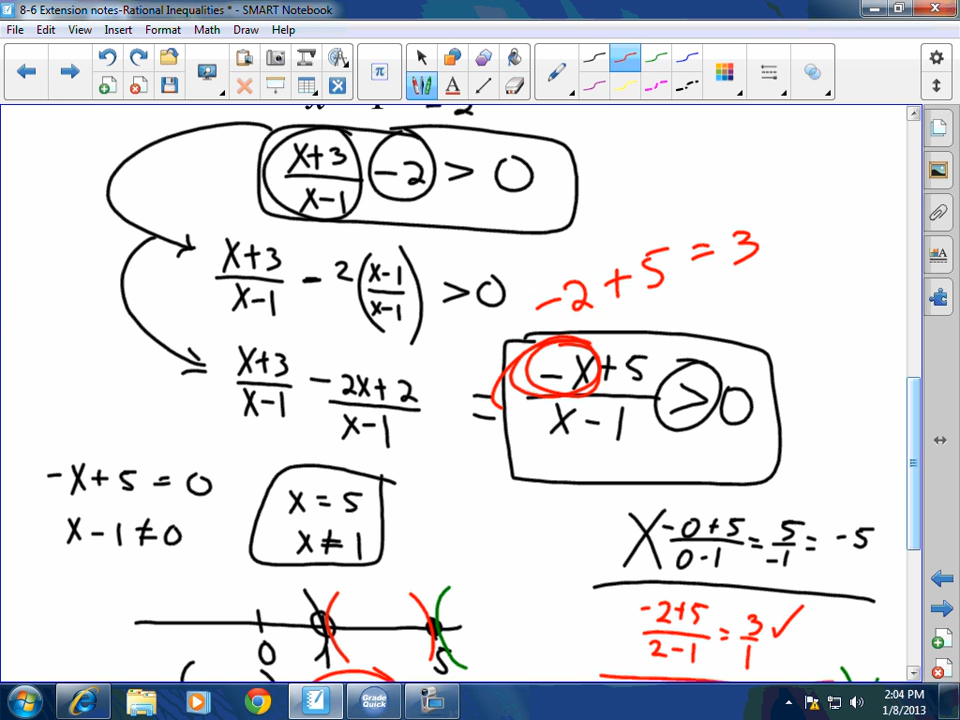 8-6 Extension notes-Rational Inequalities * - SMART Notebook
File Edit View Insert Format Math Draw Help
x+3/x-1 -2 > 0
-2+5=3
x+3/x-1 - 2(x-1/x-1) >0
= x+3/x-1 - 2x+2/x-1 = -x+5/x-1 > 0
-x+5=0
x-1≠0
x=5
x≠1
X -0+5/0-1 = 5/-1 = -5
-2+5/2-1 = 3/1 ✓
0 1 5
Grade Quick
2:04 PM
1/8/2013